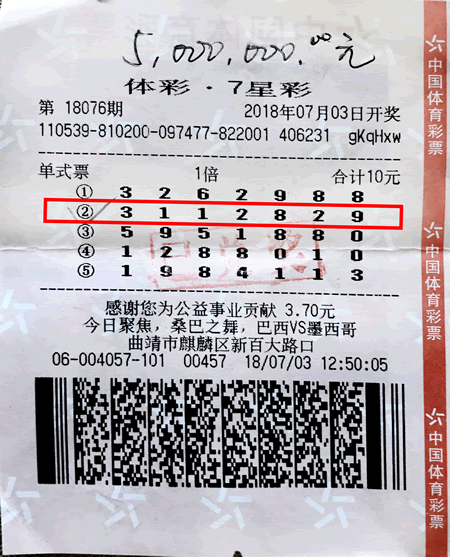 5,000,000.00元
体彩·7星彩
第 18076期 2018年07月03日开奖
110539-810200-097477-822001 406231 gKqHxw
单式票 1倍 合计10元
① 3 2 6 2 9 8 8
② 3 1 1 2 8 2 9
③ 5 9 5 1 8 8 0
④ 1 2 8 8 0 1 0
⑤ 1 9 8 4 1 1 3
已兑奖
感谢您为公益事业贡献 3.70元
今日聚焦，桑巴之舞，巴西VS墨西哥
曲靖市麒麟区新百大路口
06-004057-101 00457 18/07/03 12:50:05
中国体育彩票
中国体育彩票
中国体育彩票